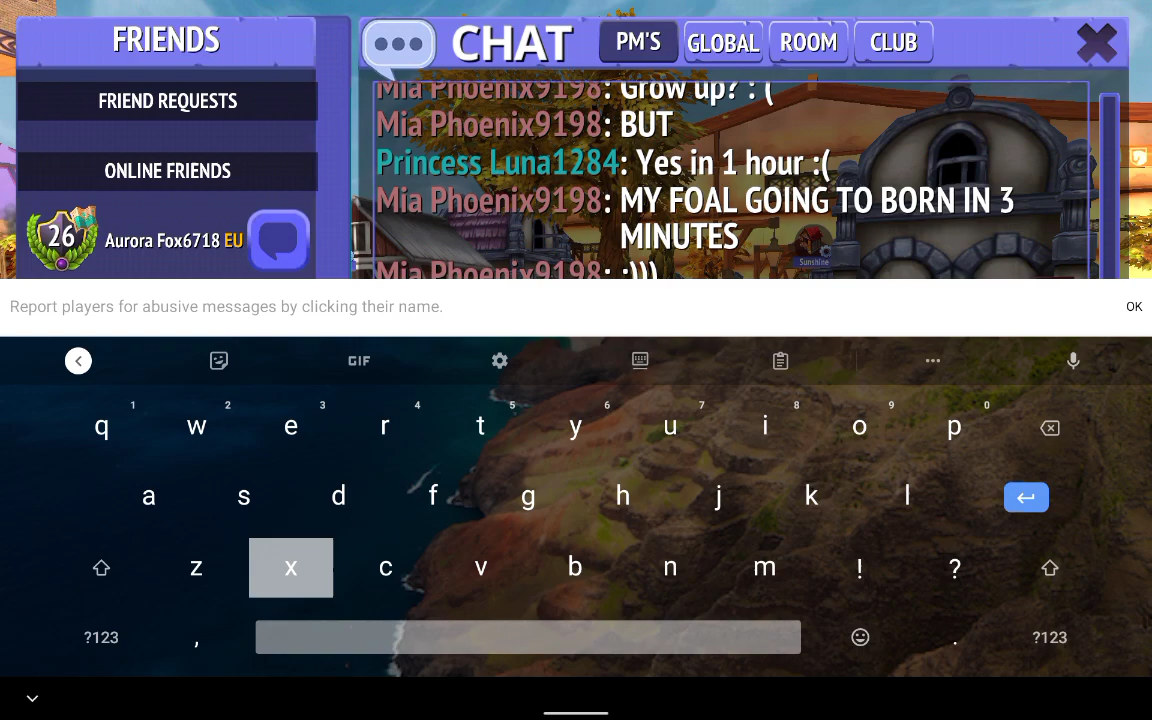 FRIENDS
FRIEND REQUESTS
ONLINE FRIENDS
26
Aurora Fox6718 EU
CHAT
PM'S
GLOBAL
ROOM
CLUB
Mia Phoenix9198: Grow up? : (
Mia Phoenix9198: BUT
Princess Luna1284: Yes in 1 hour :(
Mia Phoenix9198: MY FOAL GOING TO BORN IN 3
MINUTES
Mia Phoenix9198: :)))
Sunshine
Report players for abusive messages by clicking their name.
OK
GIF
1 2 3 4 5 6 7 8 9 0
q w e r t y u i o p
a s d f g h j k l
z x c v b n m ! ?
?123 , . ?123